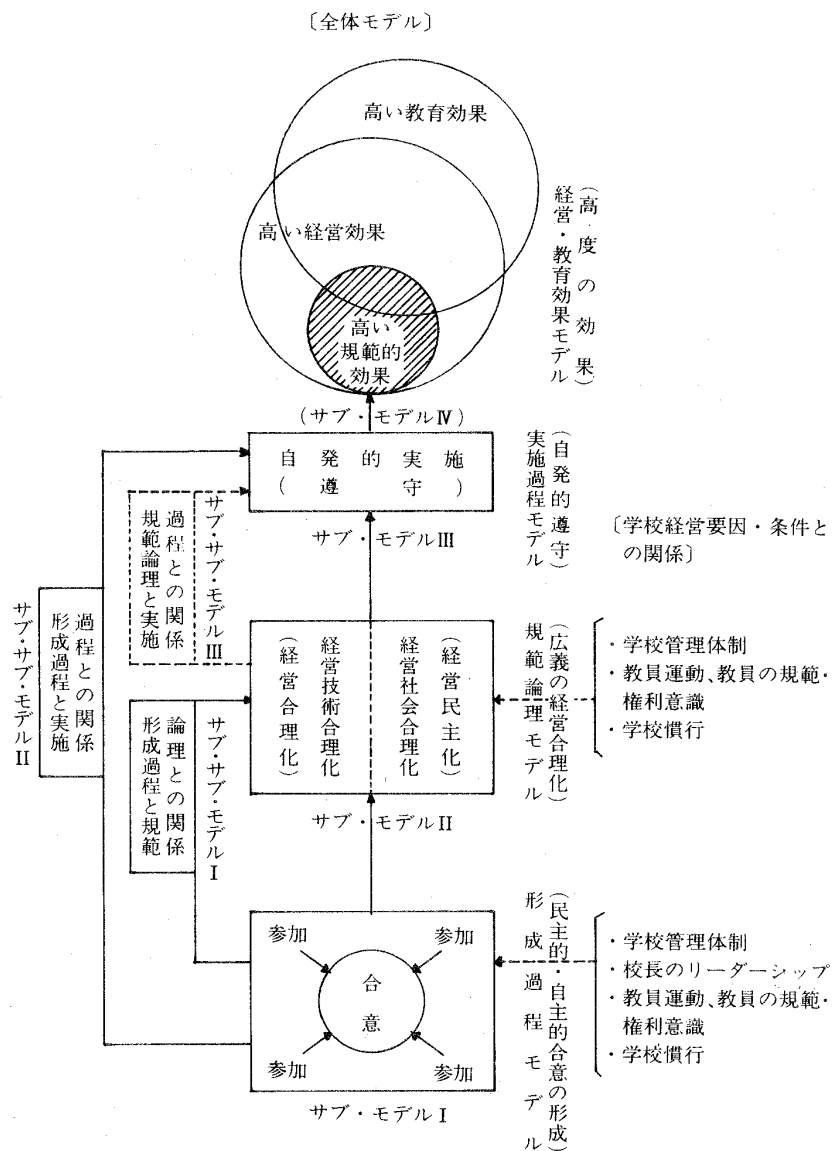 〔全体モデル〕
高い教育効果
高い経営効果
高い
規範的
効果
(高度の効果)
経営・教育効果モデル
(サブ・モデルⅣ)
自発的実施
(遵守)
(自発的遵守)
実施過程モデル
サブ・モデルⅢ
サブ・サブ・モデルⅢ
過程との関係
規範論理と実施
〔学校経営要因・条件と
の関係〕
サブ・サブ・モデルⅡ
過程との関係
形成過程と実施
(経営民主化)
経営社会合理化
経営技術合理化
(経営合理化)
(広義の経営合理化)
規範論理モデル
・学校管理体制
・教員運動、教員の規範・
権利意識
・学校慣行
サブ・サブ・モデルⅠ
論理との関係
形成過程と規範
サブ・モデルⅡ
参加
参加
合意
参加
参加
(民主的・自主的合意の形成)
形成過程モデル
・学校管理体制
・校長のリーダーシップ
・教員運動、教員の規範・
権利意識
・学校慣行
サブ・モデルⅠ